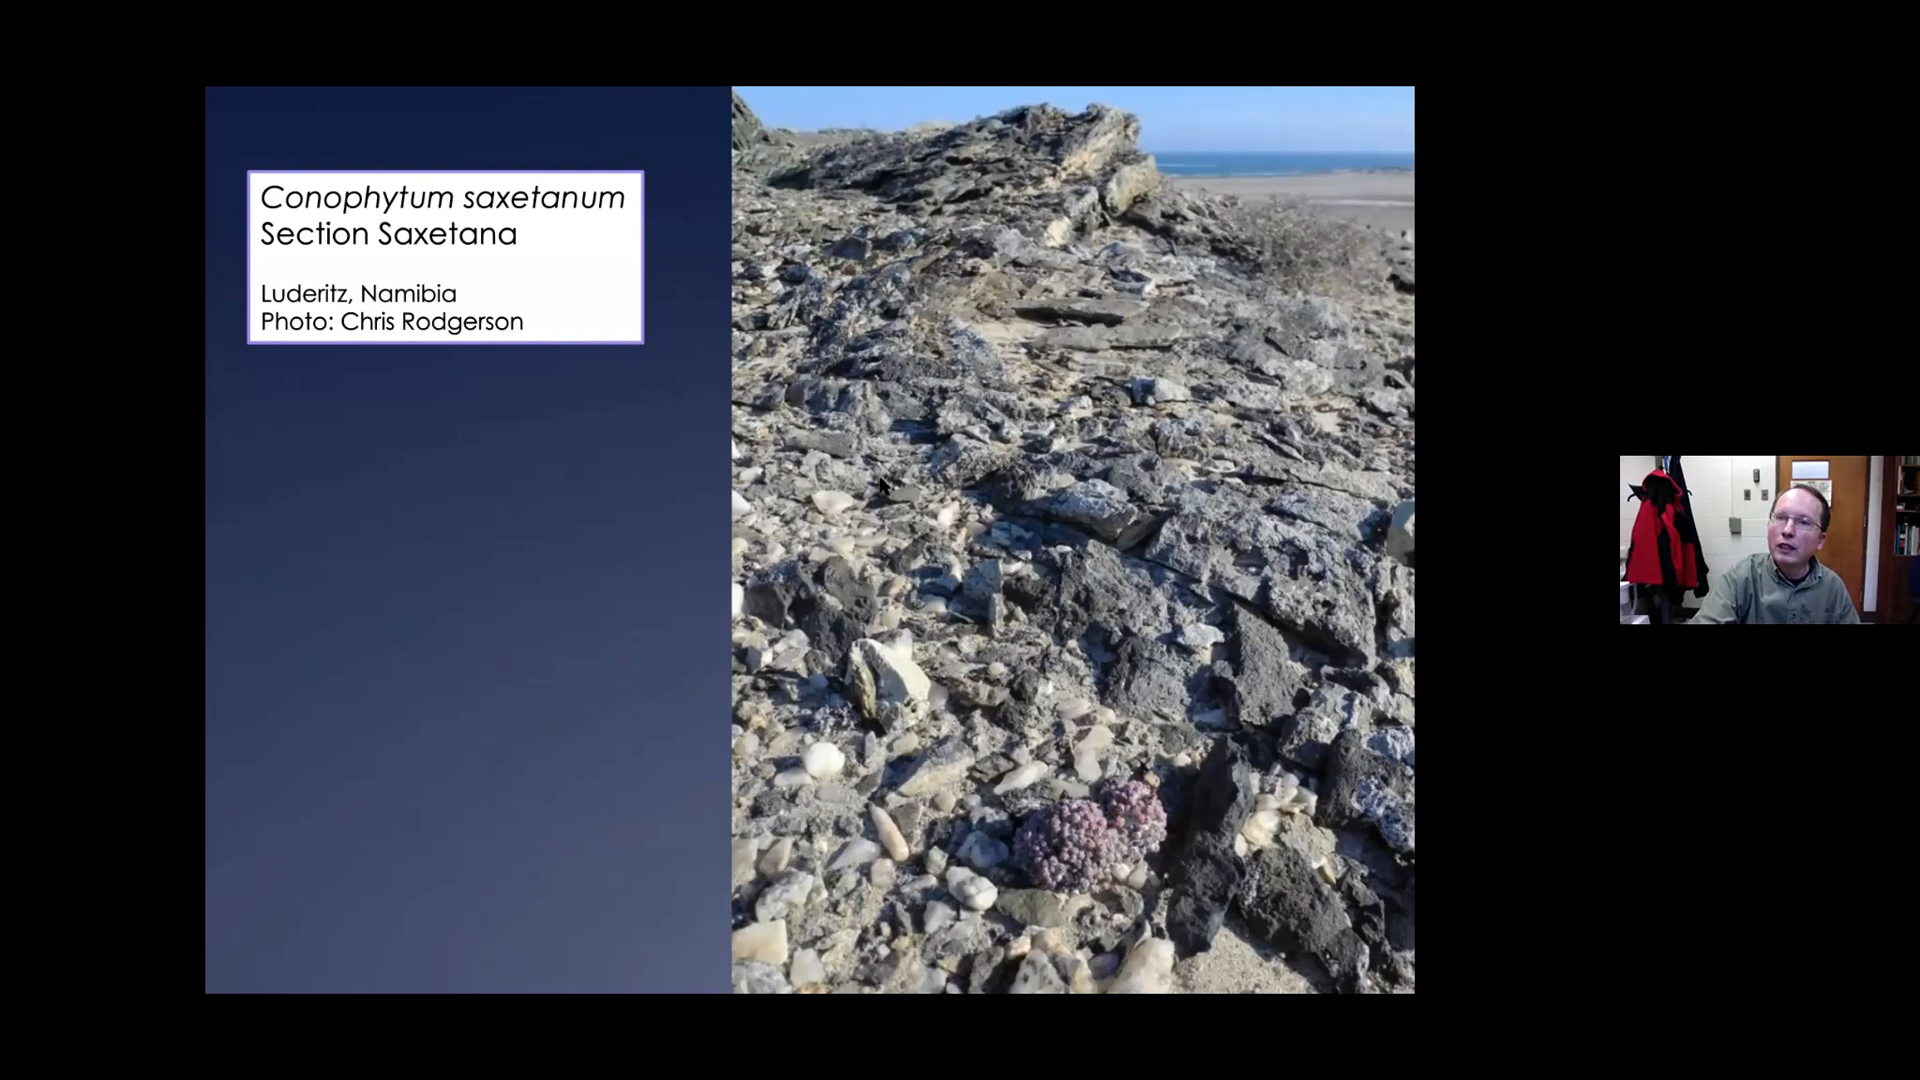 Conophytum saxetanum
Section Saxetana
Luderitz, Namibia
Photo: Chris Rodgerson